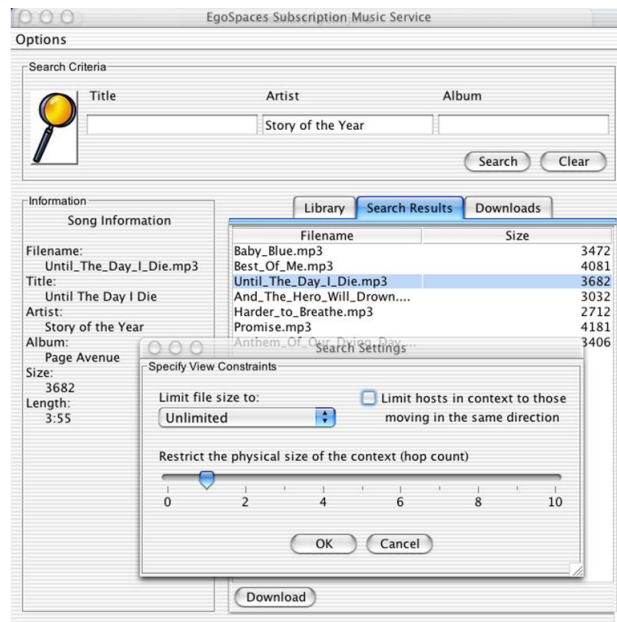 EgoSpaces Subscription Music Service
Options
Search Criteria
Title Artist Album
Story of the Year
Search Clear
Information
Song Information
Filename:
Until_The_Day_I_Die.mp3
Title:
Until The Day I Die
Artist:
Story of the Year
Album:
Page Avenue
Size:
3682
Length:
3:55
Library Search Results Downloads
Filename Size
Baby_Blue.mp3 3472
Best_Of_Me.mp3 4081
Until_The_Day_I_Die.mp3 3682
And_The_Hero_Will_Drown.... 3032
Harder_to_Breathe.mp3 2712
Promise.mp3 4181
Anthem_Of_Our_Dying_Day.... 3406
Search Settings
Specify View Constraints
Limit file size to:
Unlimited
Limit hosts in context to those
moving in the same direction
Restrict the physical size of the context (hop count)
0 2 4 6 8 10
OK Cancel
Download